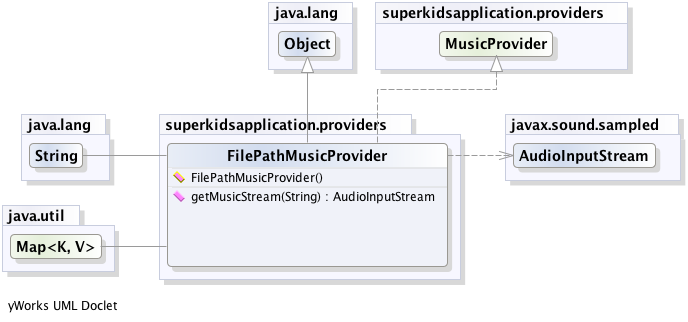 java.lang
Object
superkidsapplication.providers
MusicProvider
java.lang
String
superkidsapplication.providers
FilePathMusicProvider
FilePathMusicProvider()
getMusicStream(String) : AudioInputStream
javax.sound.sampled
AudioInputStream
java.util
Map<K, V>
yWorks UML Doclet